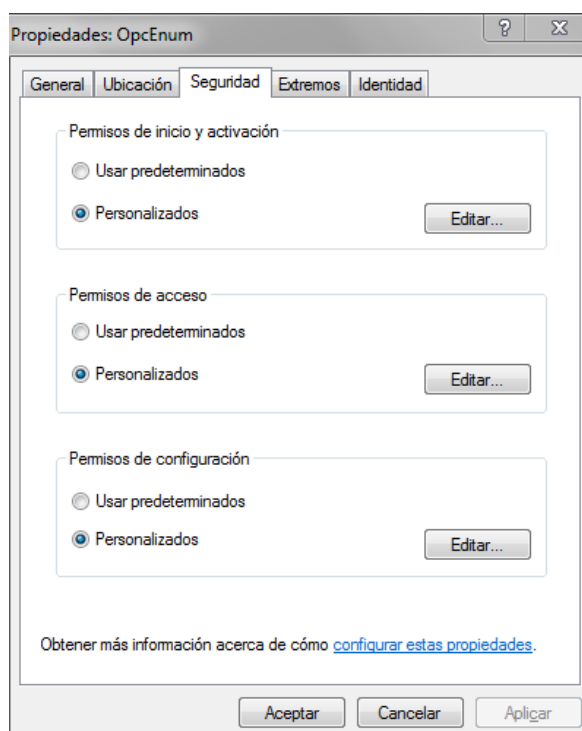 Propiedades: OpcEnum
General Ubicación Seguridad Extremos Identidad
Permisos de inicio y activación
Usar predeterminados
Personalizados
Editar...
Permisos de acceso
Usar predeterminados
Personalizados
Editar...
Permisos de configuración
Usar predeterminados
Personalizados
Editar...
Obtener más información acerca de cómo configurar estas propiedades.
Aceptar Cancelar Aplicar